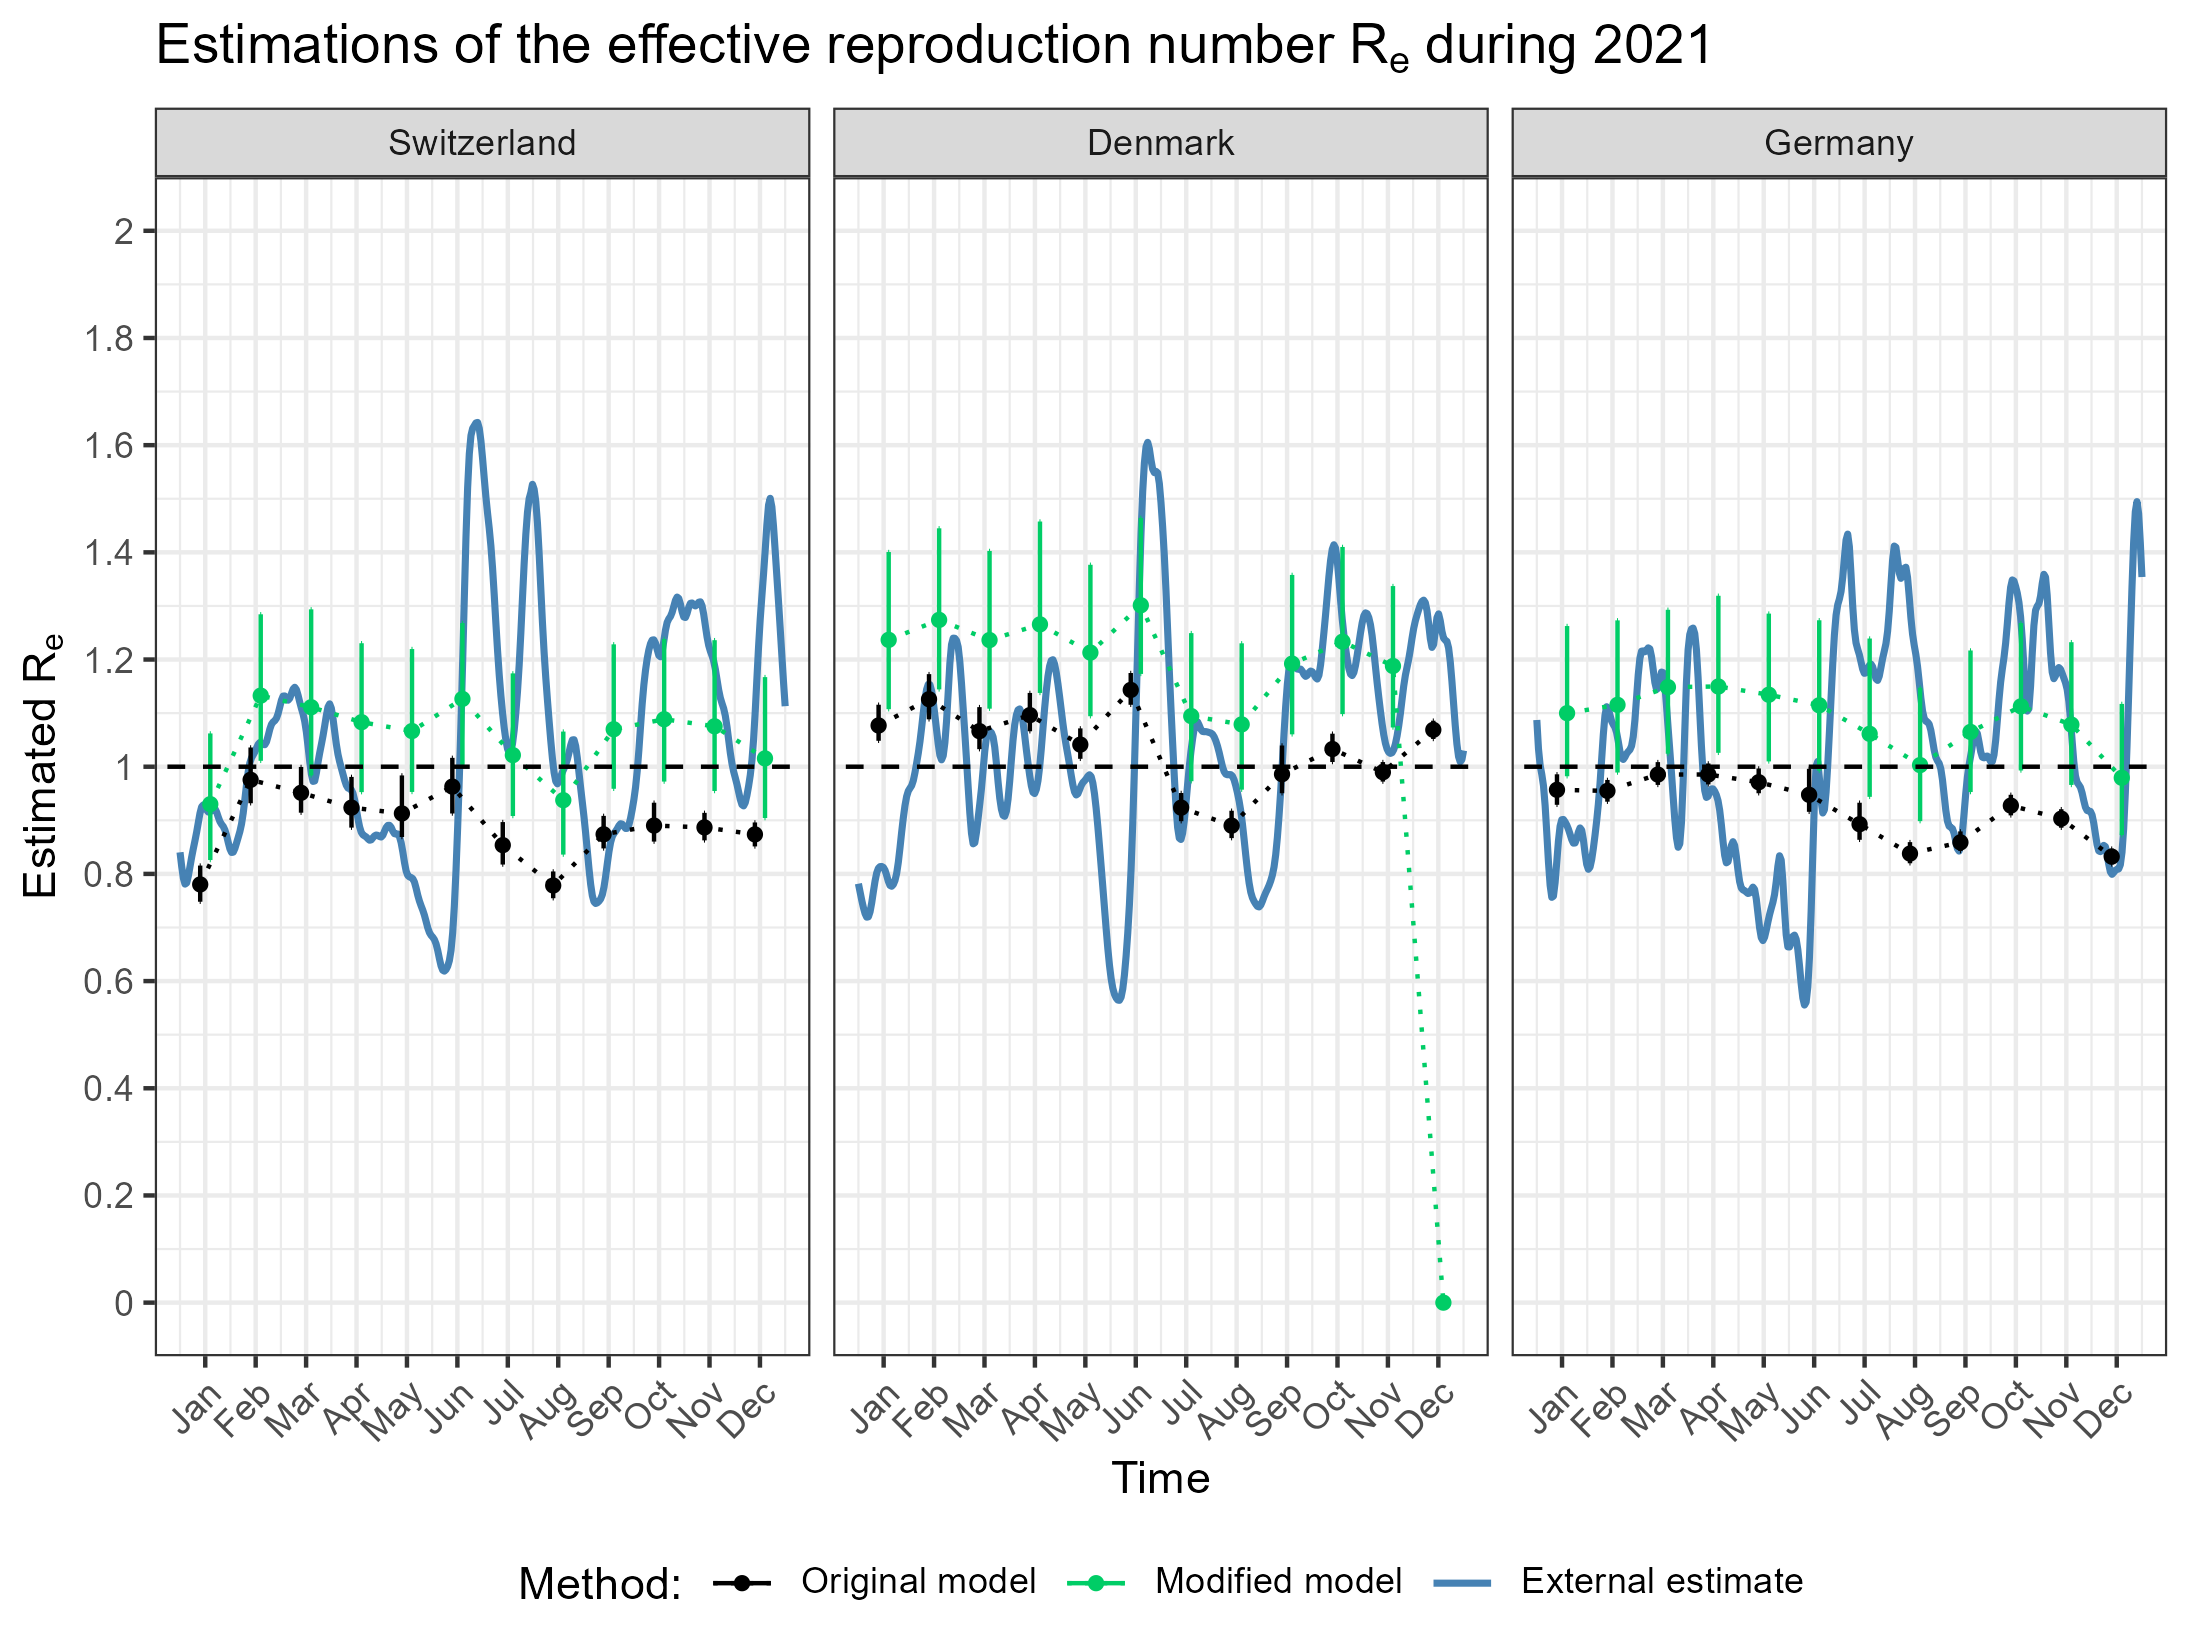 Estimations of the effective reproduction number Re during 2021
Switzerland
Denmark
Germany
Estimated Re
2
1.8
1.6
1.4
1.2
1
0.8
0.6
0.4
0.2
0
Jan Feb Mar Apr May Jun Jul Aug Sep Oct Nov Dec
Jan Feb Mar Apr May Jun Jul Aug Sep Oct Nov Dec
Jan Feb Mar Apr May Jun Jul Aug Sep Oct Nov Dec
Time
Method: Original model Modified model External estimate